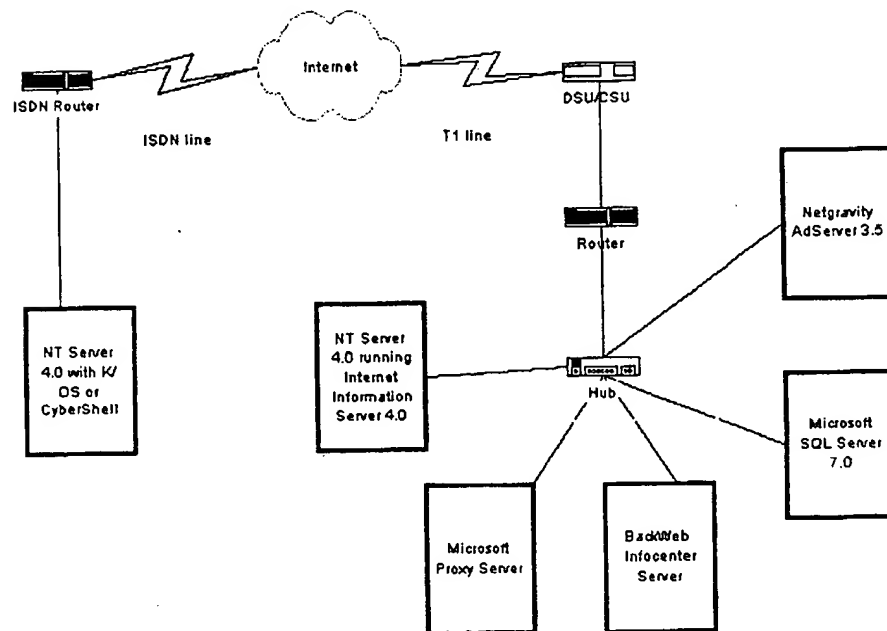 Internet
ISDN Router
DSU/CSU
ISDN line
T1 line
Netgravity
AdServer 3.5
Router
NT Server
4.0 with K/
OS or
CyberShell
NT Server
4.0 running
Internet
Information
Server 4.0
Hub
Microsoft
SQL Server
7.0
Microsoft
Proxy Server
BackWeb
Infocenter
Server